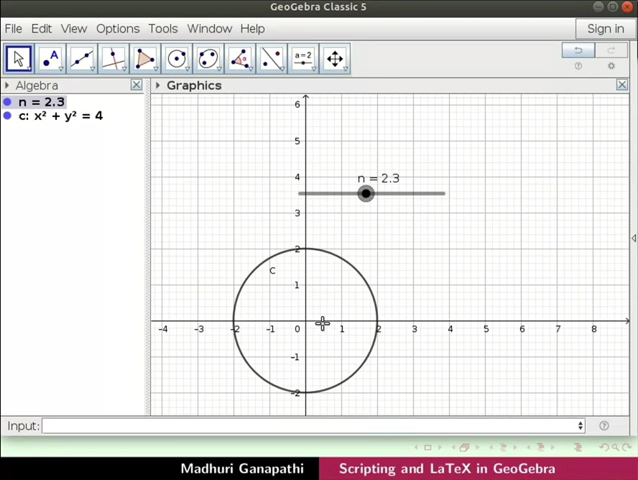 GeoGebra Classic 5
File Edit View Options Tools Window Help Sign in
A
a=2
Algebra
Graphics
n = 2.3
c: x² + y² = 4
6
5
4
n = 2.3
3
2
c
1
-4 -3 -2 -1 0 1 2 3 4 5 6 7 8
-1
-2
Input:
Madhuri Ganapathi Scripting and LaTeX in GeoGebra